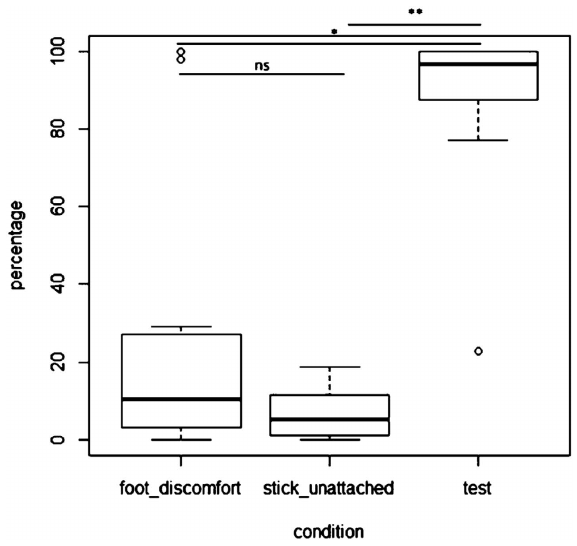 **
*
ns
percentage
100
80
60
40
20
0
foot_discomfort stick_unattached test
condition